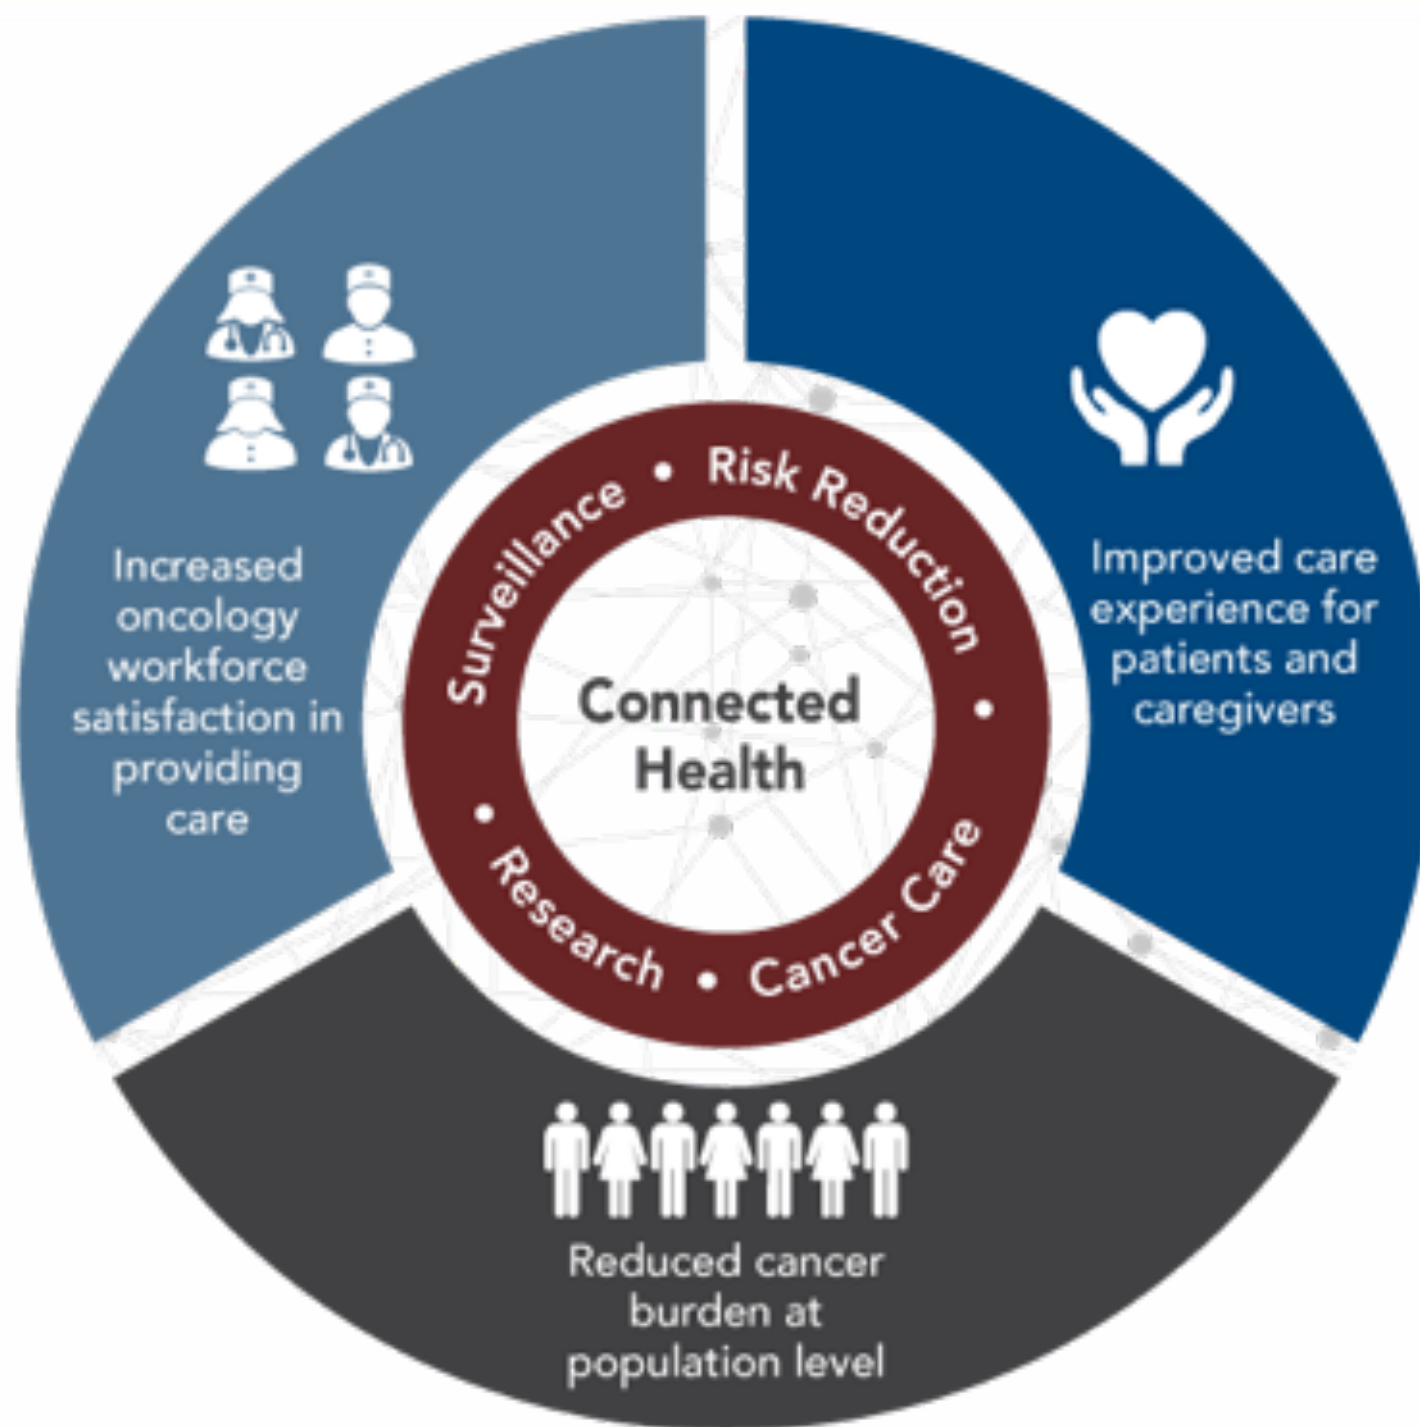 Increased
oncology
workforce
satisfaction in
providing
care
Improved care
experience for
patients and
caregivers
Surveillance • Risk Reduction •
Cancer Care • Research •
Connected
Health
Reduced cancer
burden at
population level